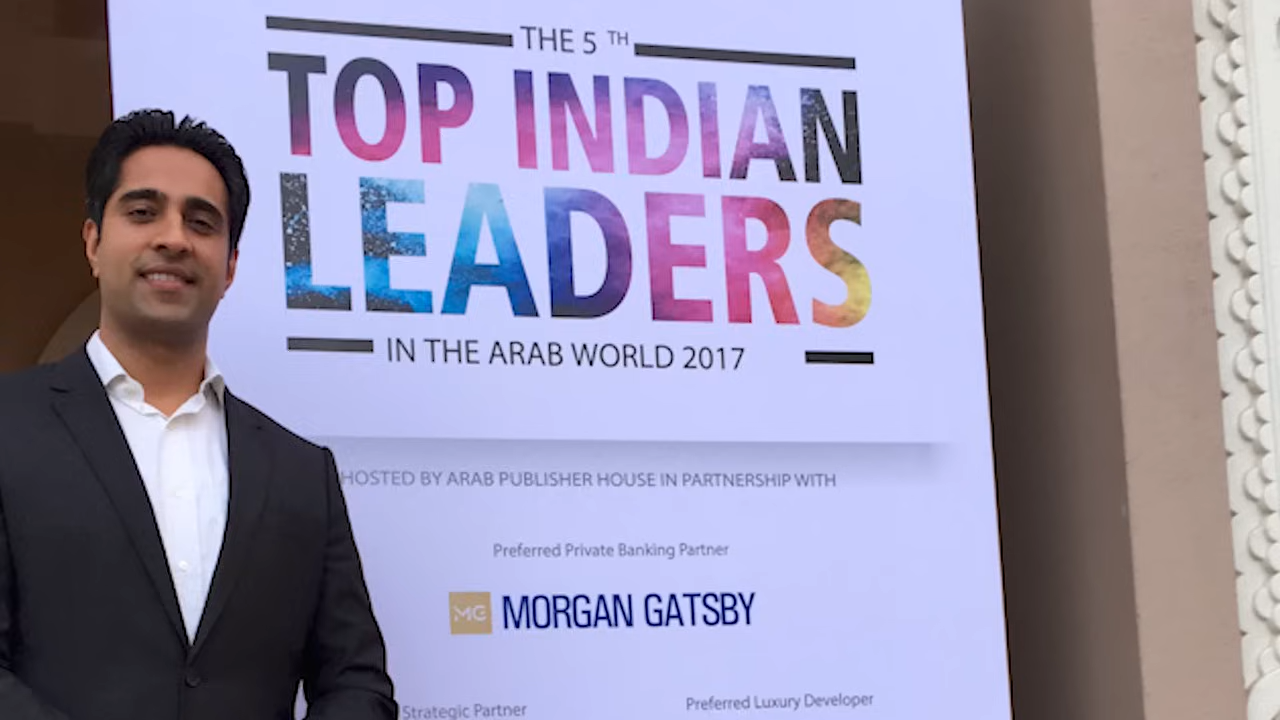 THE 5 TH
TOP INDIAN
LEADERS
IN THE ARAB WORLD 2017
HOSTED BY ARAB PUBLISHER HOUSE IN PARTNERSHIP WITH
Preferred Private Banking Partner
MG MORGAN GATSBY
Strategic Partner
Preferred Luxury Developer